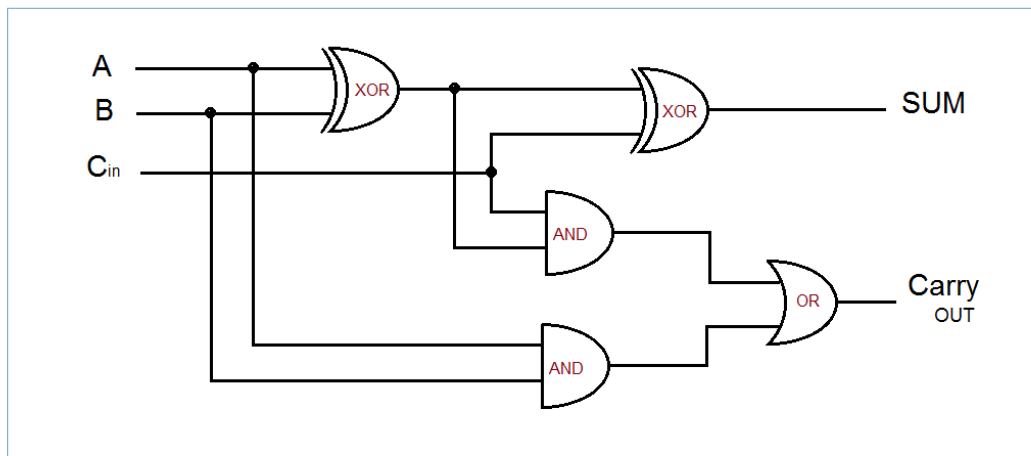 A
XOR
XOR
SUM
B
Cin
AND
Carry
OUT
OR
AND